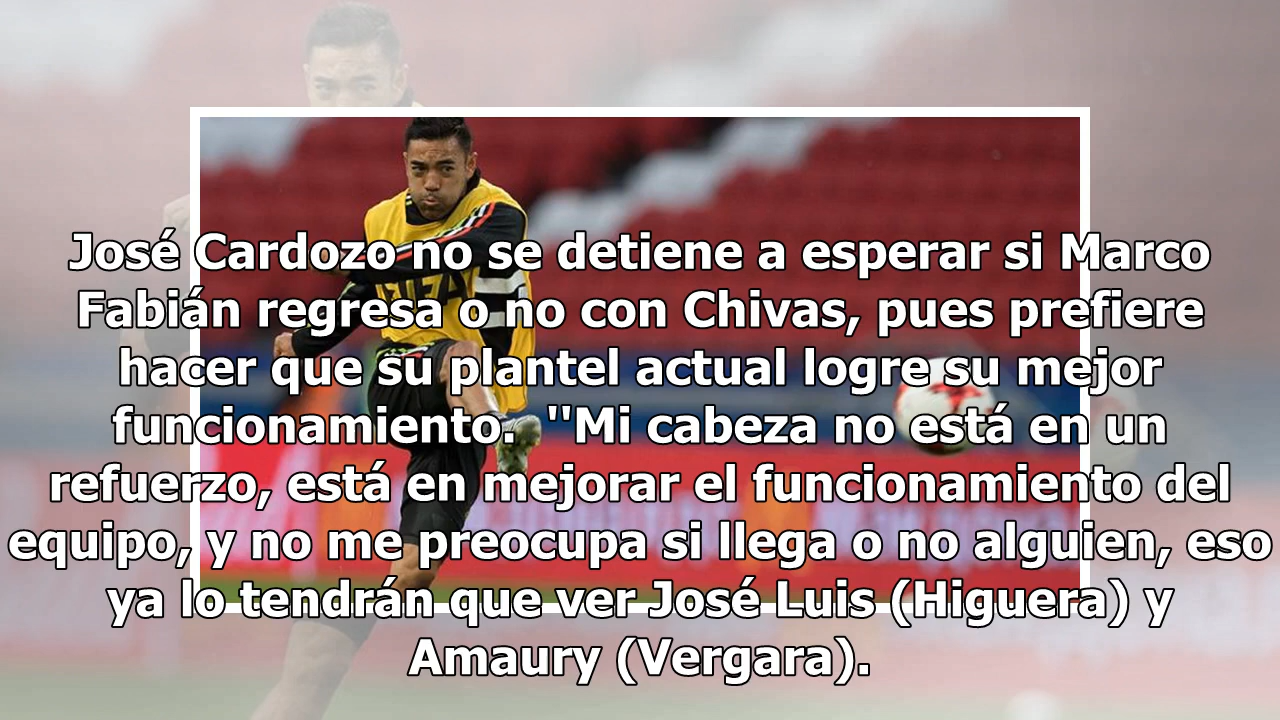 José Cardozo no se detiene a esperar si Marco
Fabián regresa o no con Chivas, pues prefiere
hacer que su plantel actual logre su mejor
funcionamiento.  ''Mi cabeza no está en un
refuerzo, está en mejorar el funcionamiento del
equipo, y no me preocupa si llega o no alguien, eso
ya lo tendrán que ver José Luis (Higuera) y
Amaury (Vergara).